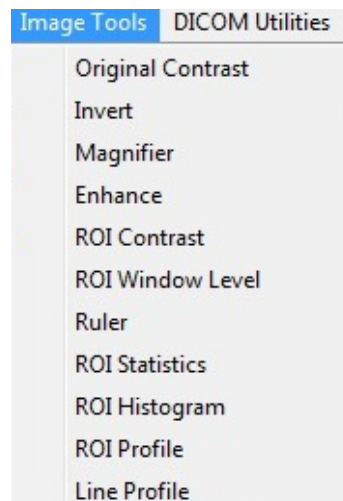 Image Tools DICOM Utilities
Original Contrast
Invert
Magnifier
Enhance
ROI Contrast
ROI Window Level
Ruler
ROI Statistics
ROI Histogram
ROI Profile
Line Profile